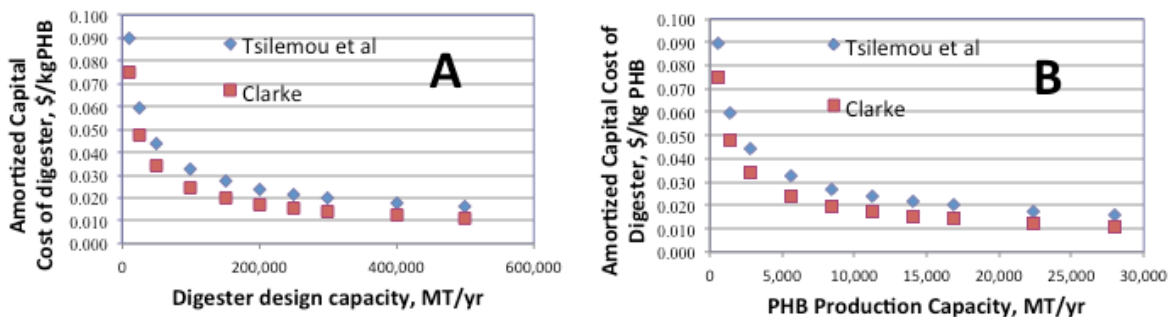 Amortized Capital
Cost of digester, $/kgPHB
0.100
0.090
0.080
0.070
0.060
0.050
0.040
0.030
0.020
0.010
0.000
Tsilemou et al
Clarke
A
0
200,000
400,000
600,000
Digester design capacity, MT/yr
Amortized Capital Cost of
Digester, $/kg PHB
0.100
0.090
0.080
0.070
0.060
0.050
0.040
0.030
0.020
0.010
0.000
Tsilemou et al
Clarke
B
0
5,000
10,000
15,000
20,000
25,000
30,000
PHB Production Capacity, MT/yr